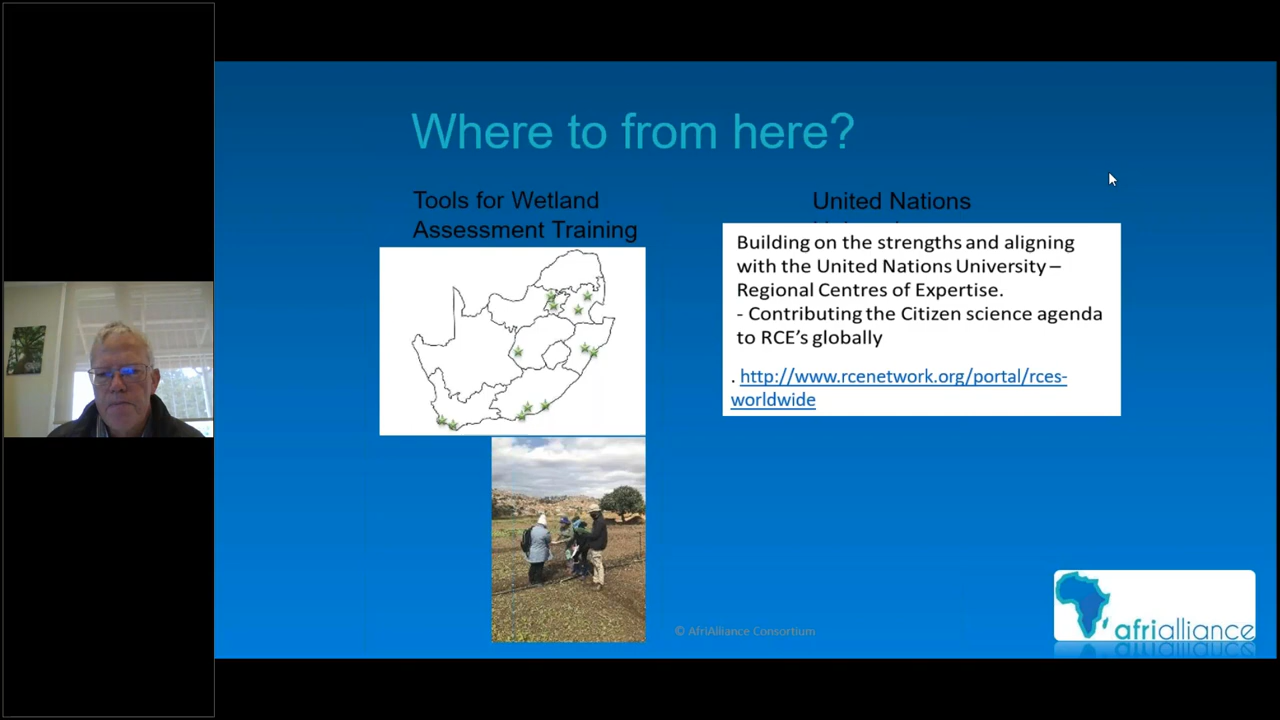 Where to from here?
Tools for Wetland
Assessment Training
United Nations
Building on the strengths and aligning
with the United Nations University –
Regional Centres of Expertise.
- Contributing the Citizen science agenda
to RCE's globally
. http://www.rcenetwork.org/portal/rces-
worldwide
© AfriAlliance Consortium
afrialliance